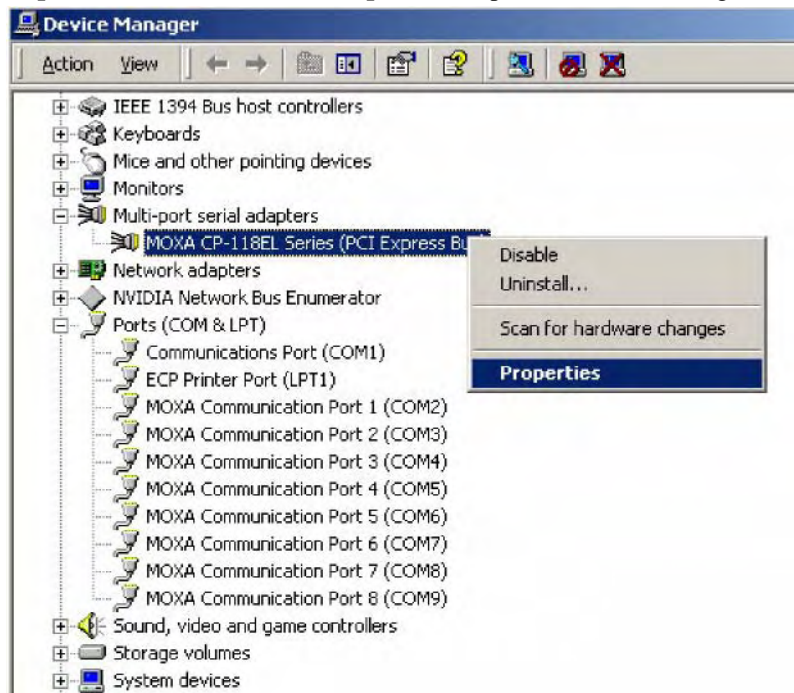 Device Manager
Action View
IEEE 1394 Bus host controllers
Keyboards
Mice and other pointing devices
Monitors
Multi-port serial adapters
MOXA CP-118EL Series (PCI Express Bu
Disable
Uninstall...
Scan for hardware changes
Properties
Network adapters
NVIDIA Network Bus Enumerator
Ports (COM & LPT)
Communications Port (COM1)
ECP Printer Port (LPT1)
MOXA Communication Port 1 (COM2)
MOXA Communication Port 2 (COM3)
MOXA Communication Port 3 (COM4)
MOXA Communication Port 4 (COM5)
MOXA Communication Port 5 (COM6)
MOXA Communication Port 6 (COM7)
MOXA Communication Port 7 (COM8)
MOXA Communication Port 8 (COM9)
Sound, video and game controllers
Storage volumes
System devices